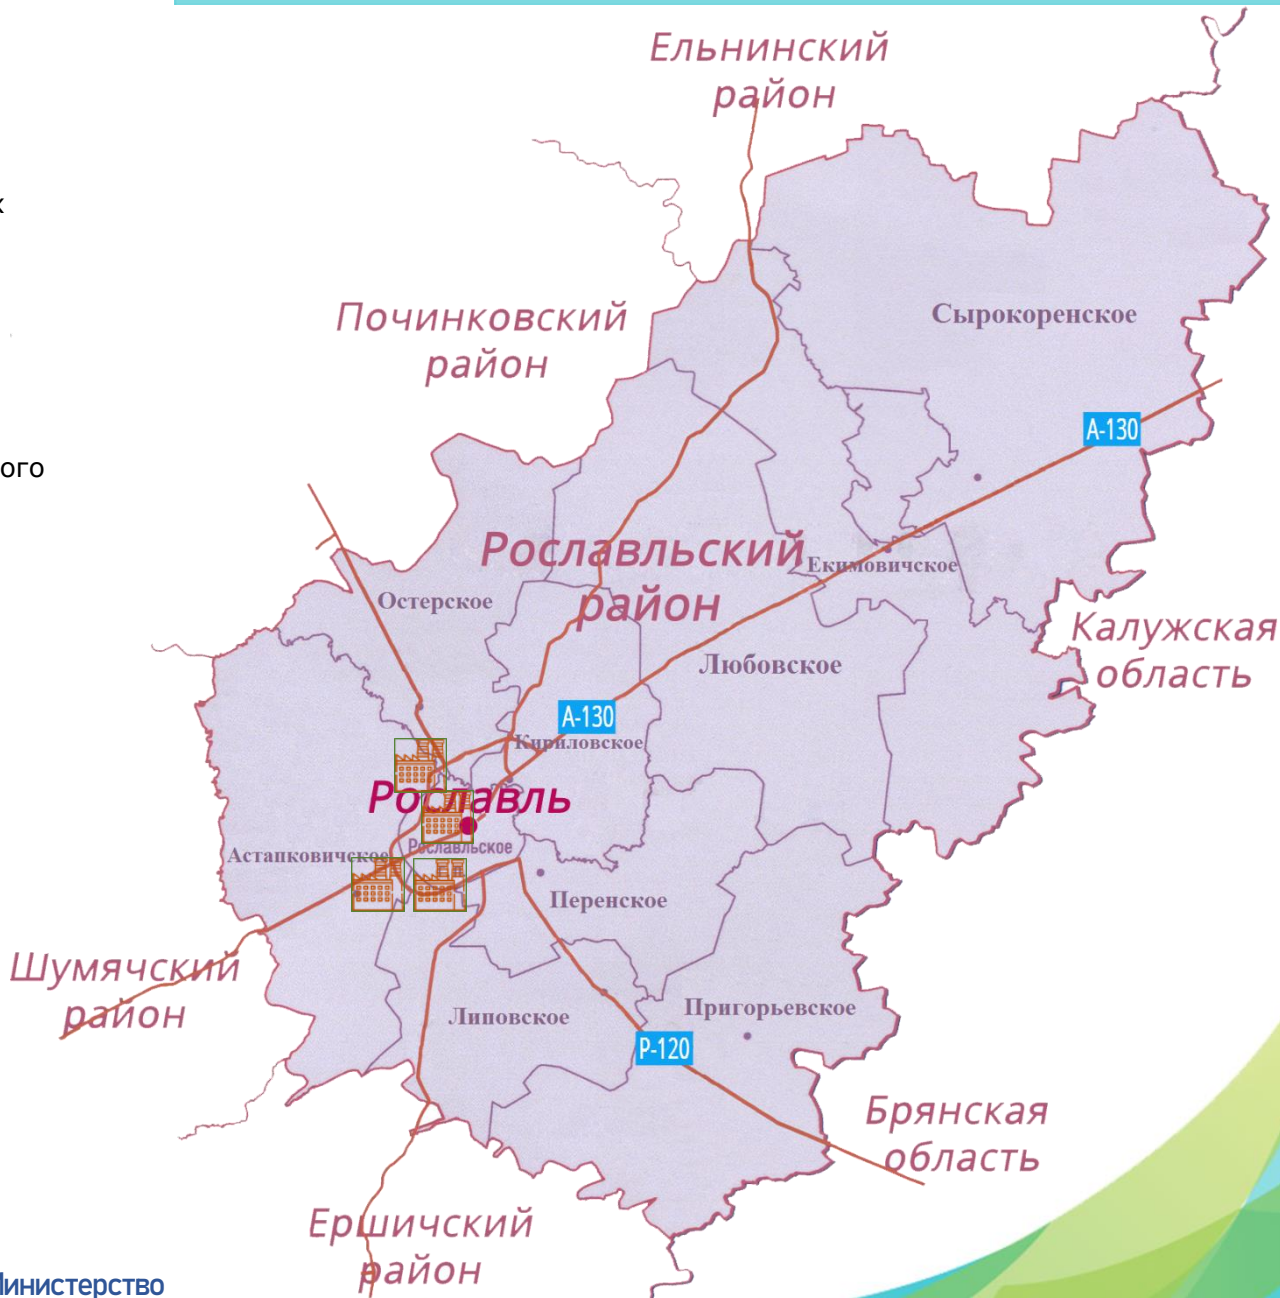 Ельнинский
район
к
Починковский
район
Сырокоренское
А-130
ого
Рославльский
район
Екимовичское
Остерское
Калужская
область
Любовское
А-130
Кириловское
Рославль
Рославльское
Астапковичское
Перенское
Шумячский
район
Липовское
Пригорьевское
Р-120
Брянская
область
Ершичский
район
Министерство